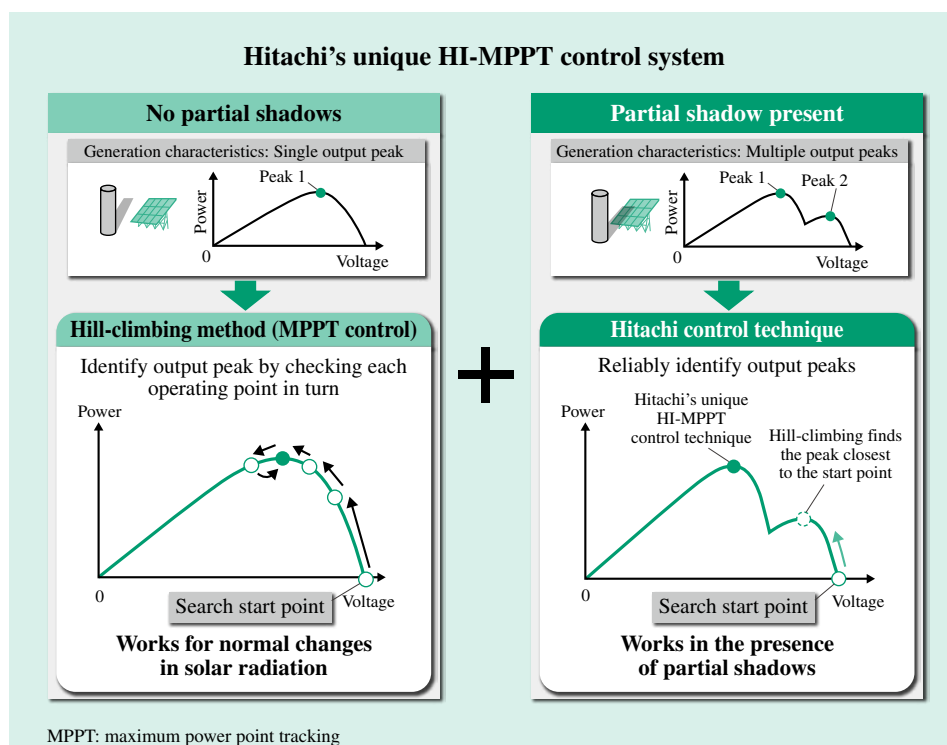 Hitachi's unique HI-MPPT control system
No partial shadows
Generation characteristics: Single output peak
Peak 1
Power
0
Voltage
Hill-climbing method (MPPT control)
Identify output peak by checking each
operating point in turn
Power
0
Search start point
Voltage
Works for normal changes
in solar radiation
Partial shadow present
Generation characteristics: Multiple output peaks
Peak 1
Peak 2
Power
0
Voltage
Hitachi control technique
Reliably identify output peaks
Power
Hitachi's unique
HI-MPPT
control technique
Hill-climbing finds
the peak closest
to the start point
0
Search start point
Voltage
Works in the presence
of partial shadows
MPPT: maximum power point tracking